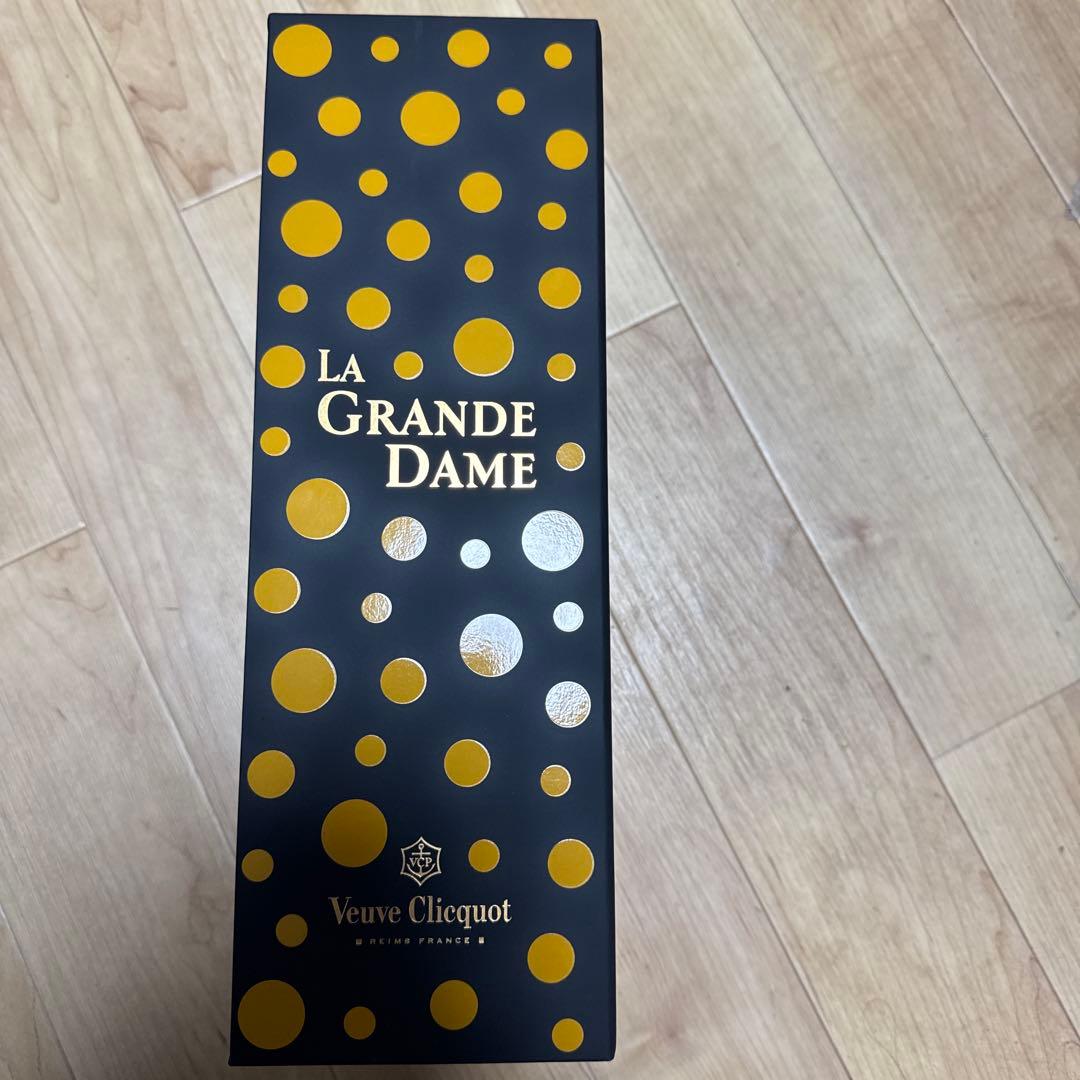 LA
GRANDE
DAME
VCP
Veuve Clicquot
REIMS FRANCE